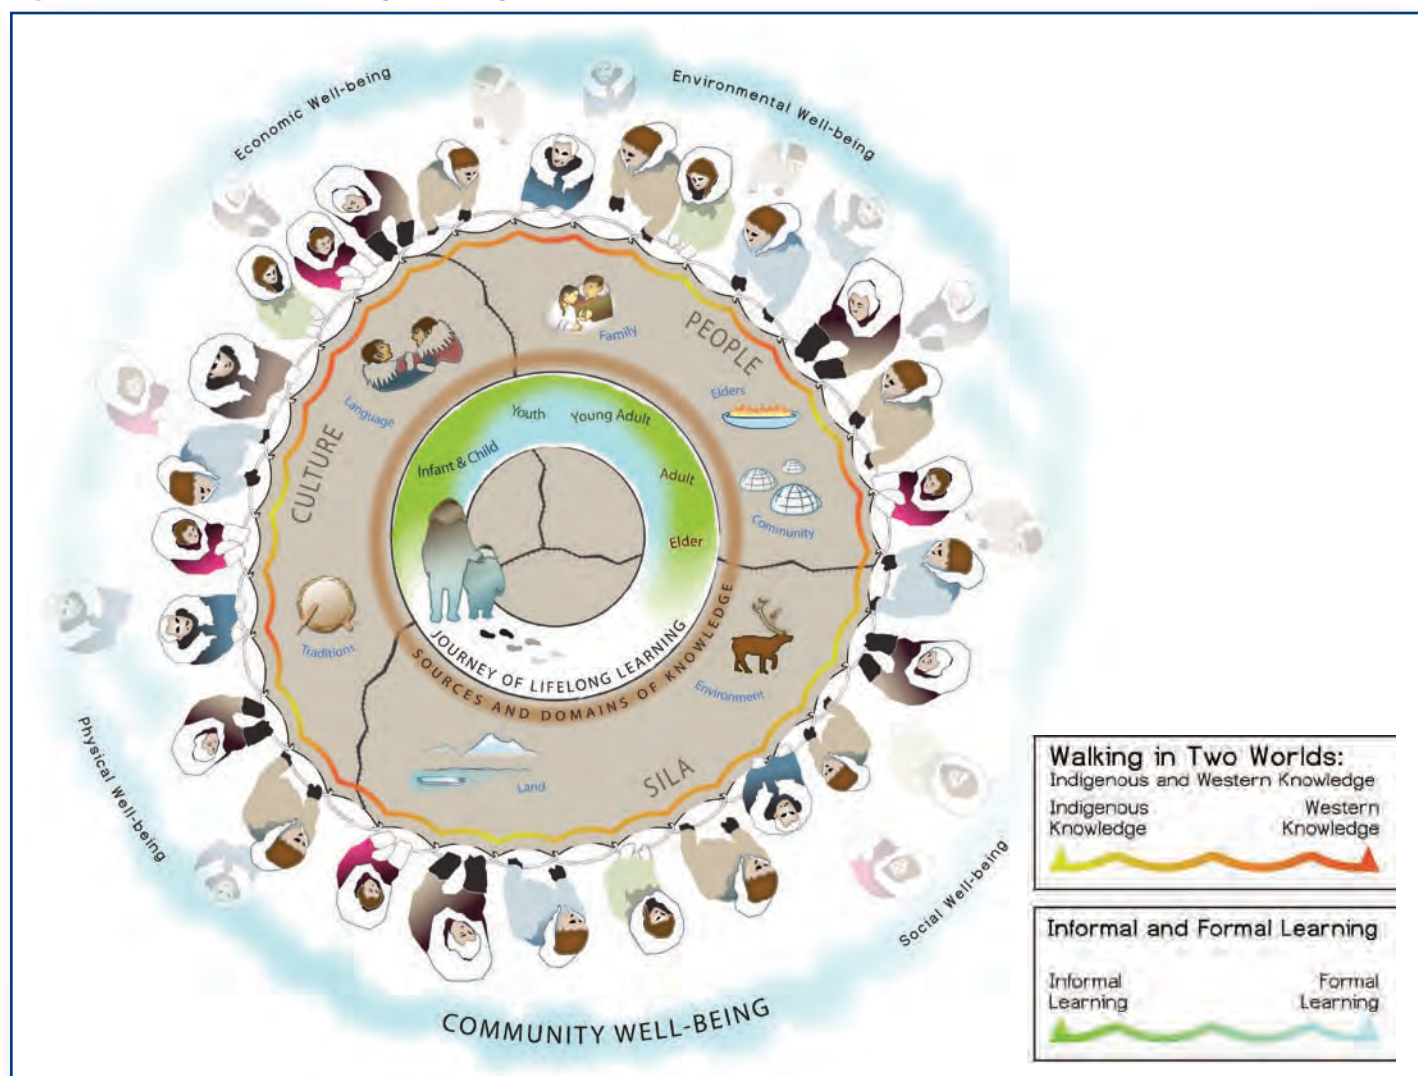 Economic Well-being
Environmental Well-being
PEOPLE
Family
Elders
Community
CULTURE
Language
Traditions
Youth
Young Adult
Infant & Child
Adult
Elder
JOURNEY OF LIFELONG LEARNING
SOURCES AND DOMAINS OF KNOWLEDGE
Environment
Land
SILA
Physical Well-being
Social Well-being
COMMUNITY WELL-BEING
Walking in Two Worlds:
Indigenous and Western Knowledge
Indigenous Western
Knowledge Knowledge
Informal and Formal Learning
Informal Formal
Learning Learning